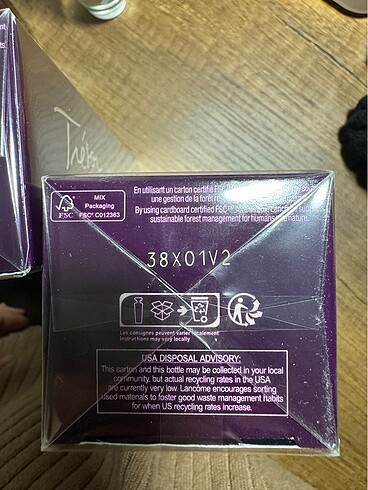 Trésor
MIX
Packaging
FSC
FSC® C012363
En utilisant un carton certifié FSC
une gestion de la forêt
By using cardboard certified FSC
sustainable forest management for humans nature.
38X01V2
Les consignes peuvent varier localement
Instructions may vary locally
USA DISPOSAL ADVISORY:
This carton and this bottle may be collected in your local
community, but actual recycling rates in the USA
are currently very low. Lancôme encourages sorting
used materials to foster good waste management habits
for when US recycling rates increase.